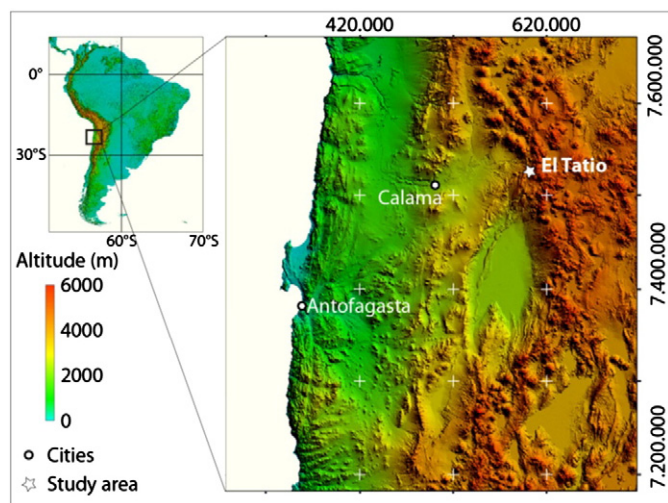 420.000 620.000
0°
30°S
60°S 70°S
Altitude (m)
6000
4000
2000
0
Cities
Study area
El Tatio
Calama
Antofagasta
7.600.000
7.400.000
7.200.000